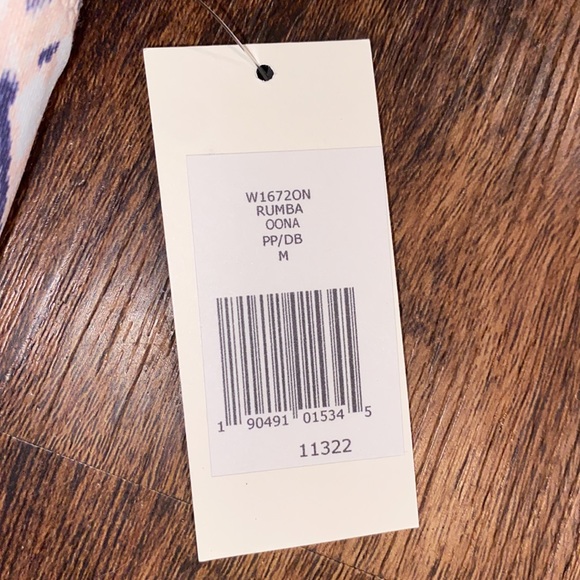 W1672ON
RUMBA
OONA
PP/DB
M
1 90491 01534 5
11322